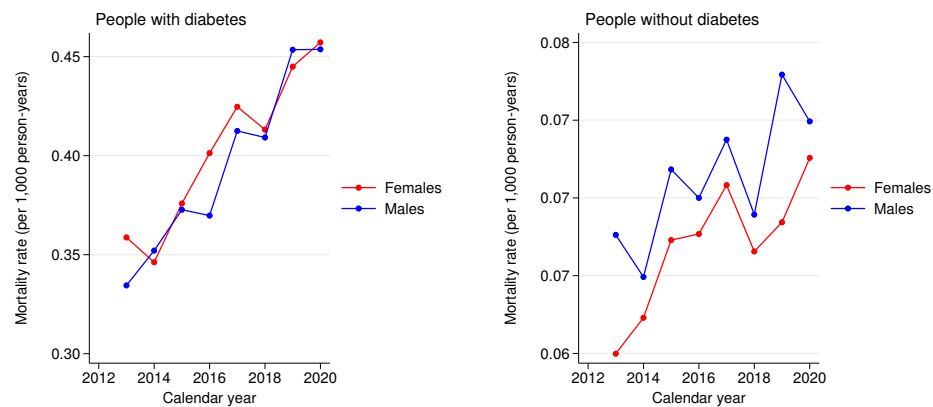 People with diabetes
Mortality rate (per 1,000 person-years)
0.45
0.40
0.35
0.30
2012 2014 2016 2018 2020
Calendar year
Females
Males
People without diabetes
Mortality rate (per 1,000 person-years)
0.08
0.07
0.07
0.07
0.06
2012 2014 2016 2018 2020
Calendar year
Females
Males